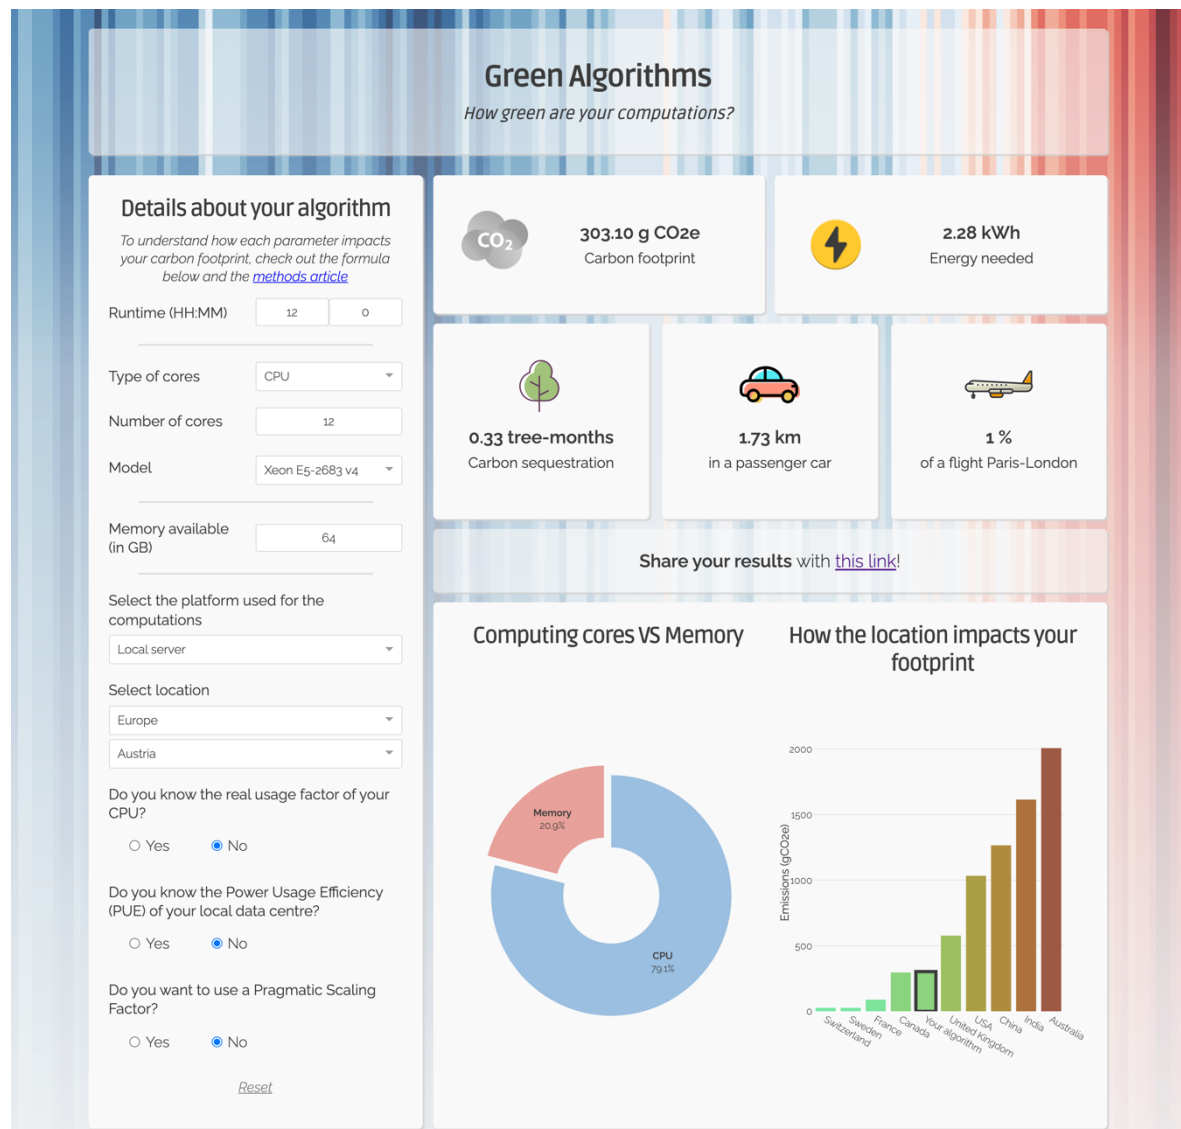 Green Algorithms
How green are your computations?
Details about your algorithm
To understand how each parameter impacts
your carbon footprint, check out the formula
below and the methods article
Runtime (HH:MM)
12
0
Type of cores
CPU
Number of cores
12
Model
Xeon E5-2683 v4
Memory available
(in GB)
64
Select the platform used for the
computations
Local server
Select location
Europe
Austria
Do you know the real usage factor of your
CPU?
Yes
No
Do you know the Power Usage Efficiency
(PUE) of your local data centre?
Yes
No
Do you want to use a Pragmatic Scaling
Factor?
Yes
No
Reset
CO2
303.10 g CO2e
Carbon footprint
2.28 kWh
Energy needed
0.33 tree-months
Carbon sequestration
1.73 km
in a passenger car
1 %
of a flight Paris-London
Share your results with this link!
Computing cores VS Memory
Memory
20.9%
CPU
79.1%
How the location impacts your
footprint
Emissions (gCO2e)
2000
1500
1000
500
0
Switzerland
Sweden
France
Canada
Your algorithm
United Kingdom
USA
China
India
Australia